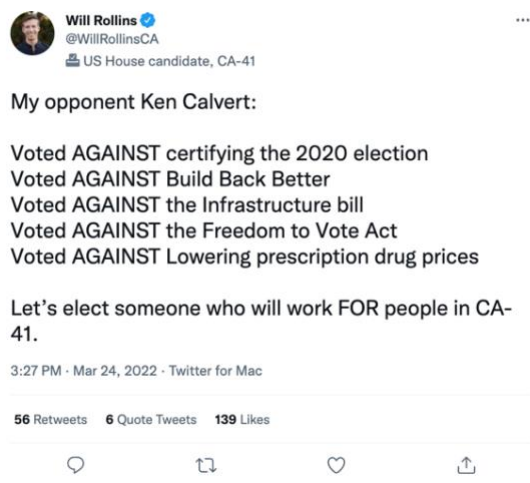 Will Rollins
@WillRollinsCA
US House candidate, CA-41
My opponent Ken Calvert:
Voted AGAINST certifying the 2020 election
Voted AGAINST Build Back Better
Voted AGAINST the Infrastructure bill
Voted AGAINST the Freedom to Vote Act
Voted AGAINST Lowering prescription drug prices
Let's elect someone who will work FOR people in CA-
41.
3:27 PM · Mar 24, 2022 · Twitter for Mac
56 Retweets 6 Quote Tweets 139 Likes